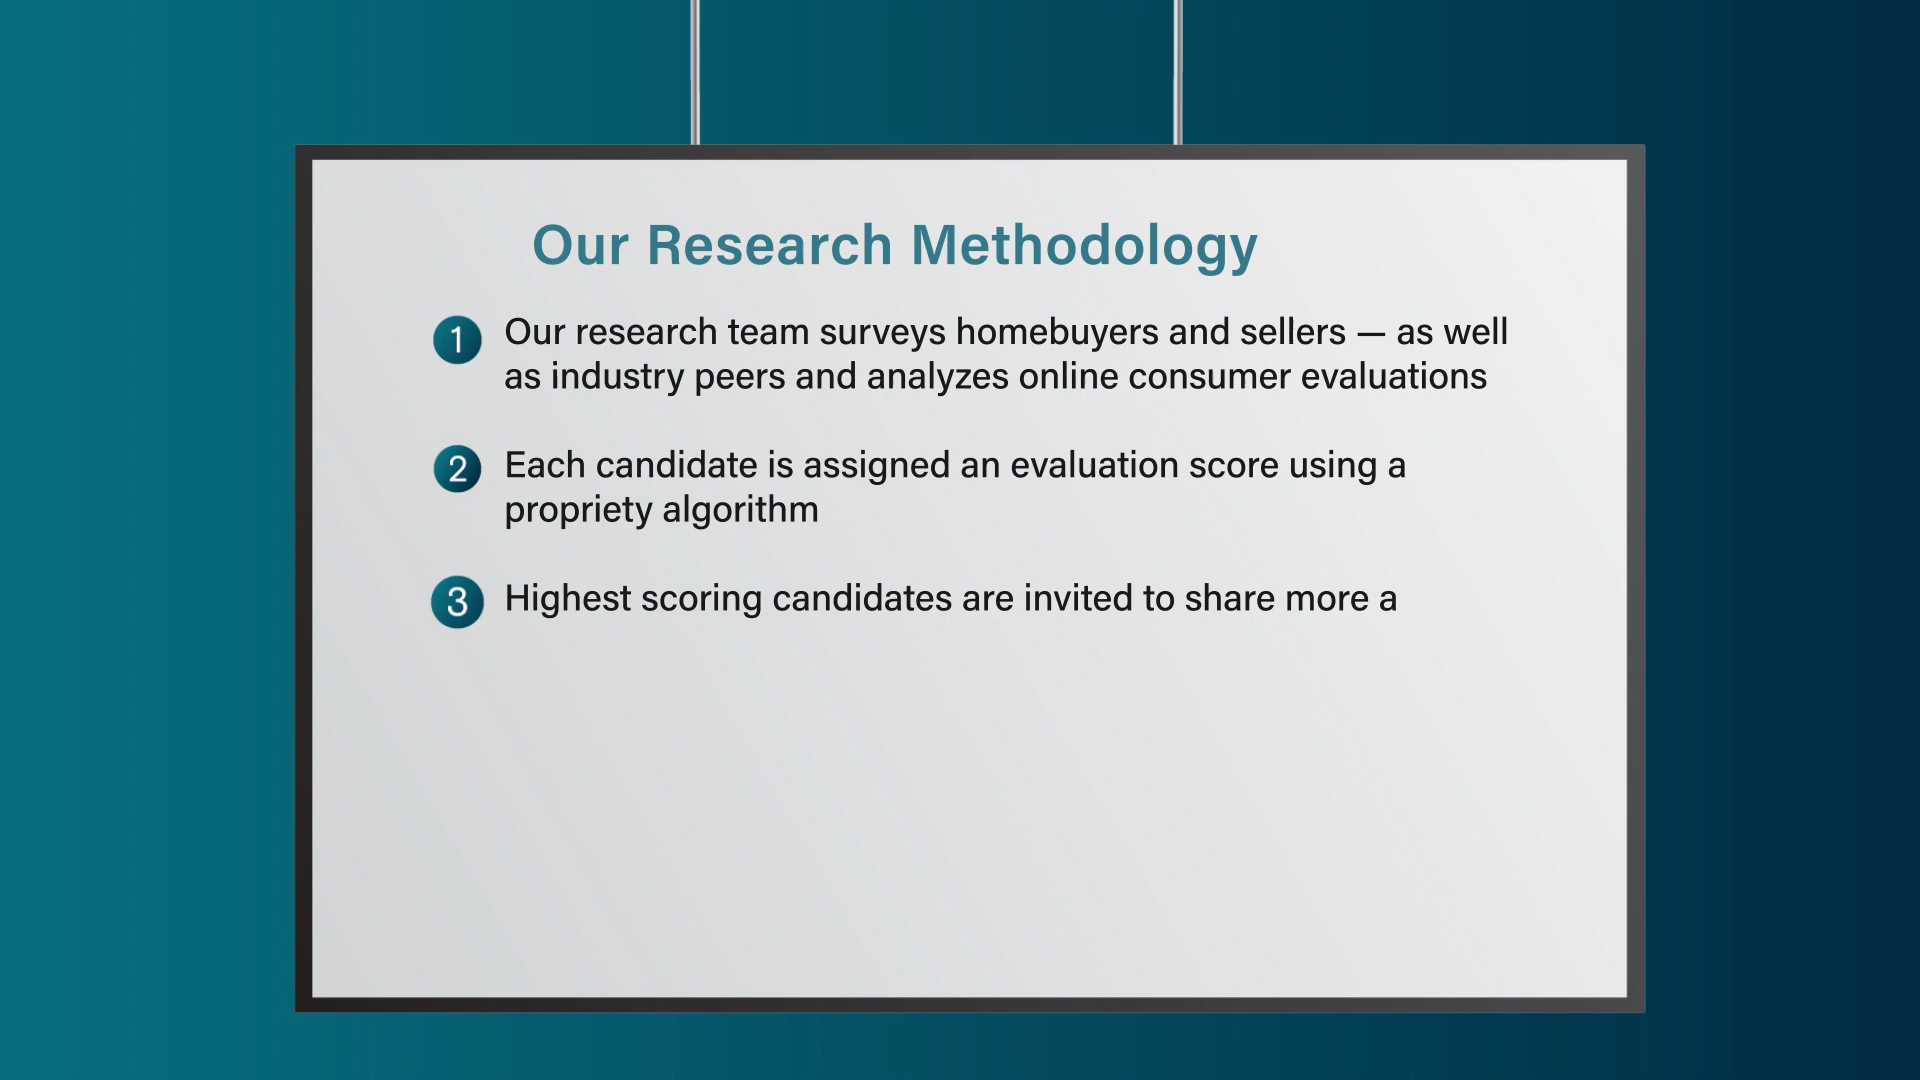 Our Research Methodology
1 Our research team surveys homebuyers and sellers — as well
as industry peers and analyzes online consumer evaluations
2 Each candidate is assigned an evaluation score using a
propriety algorithm
3 Highest scoring candidates are invited to share more a